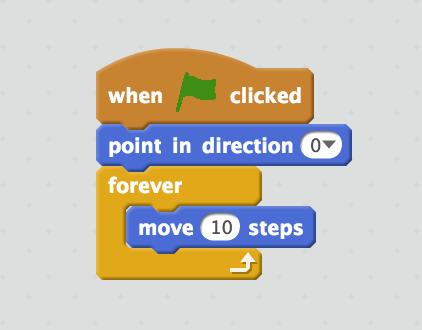 when clicked
point in direction 0
forever
move 10 steps